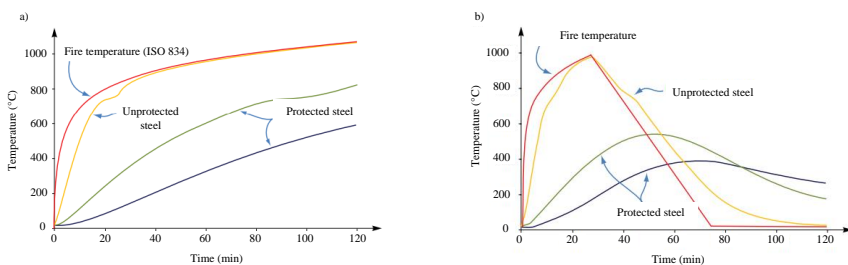 a)
1000
800
600
400
200
0
Temperature (°C)
Fire temperature (ISO 834)
Unprotected
steel
Protected steel
0
20
40
60
80
100
120
Time (min)
b)
1000
800
600
400
200
0
Temperature (°C)
Fire temperature
Unprotected steel
Protected steel
0
20
40
60
80
100
120
Time (min)